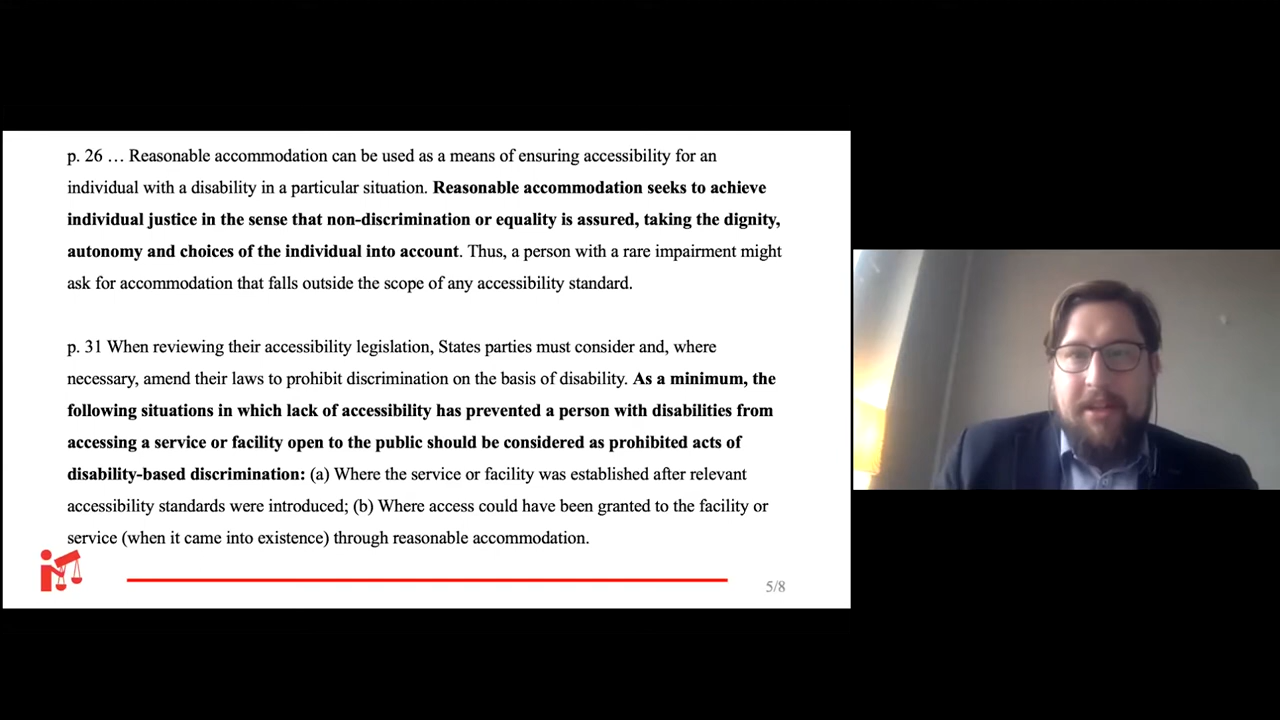 p. 26 … Reasonable accommodation can be used as a means of ensuring accessibility for an
individual with a disability in a particular situation. Reasonable accommodation seeks to achieve
individual justice in the sense that non-discrimination or equality is assured, taking the dignity,
autonomy and choices of the individual into account. Thus, a person with a rare impairment might
ask for accommodation that falls outside the scope of any accessibility standard.
p. 31 When reviewing their accessibility legislation, States parties must consider and, where
necessary, amend their laws to prohibit discrimination on the basis of disability. As a minimum, the
following situations in which lack of accessibility has prevented a person with disabilities from
accessing a service or facility open to the public should be considered as prohibited acts of
disability-based discrimination: (a) Where the service or facility was established after relevant
accessibility standards were introduced; (b) Where access could have been granted to the facility or
service (when it came into existence) through reasonable accommodation.
5/8